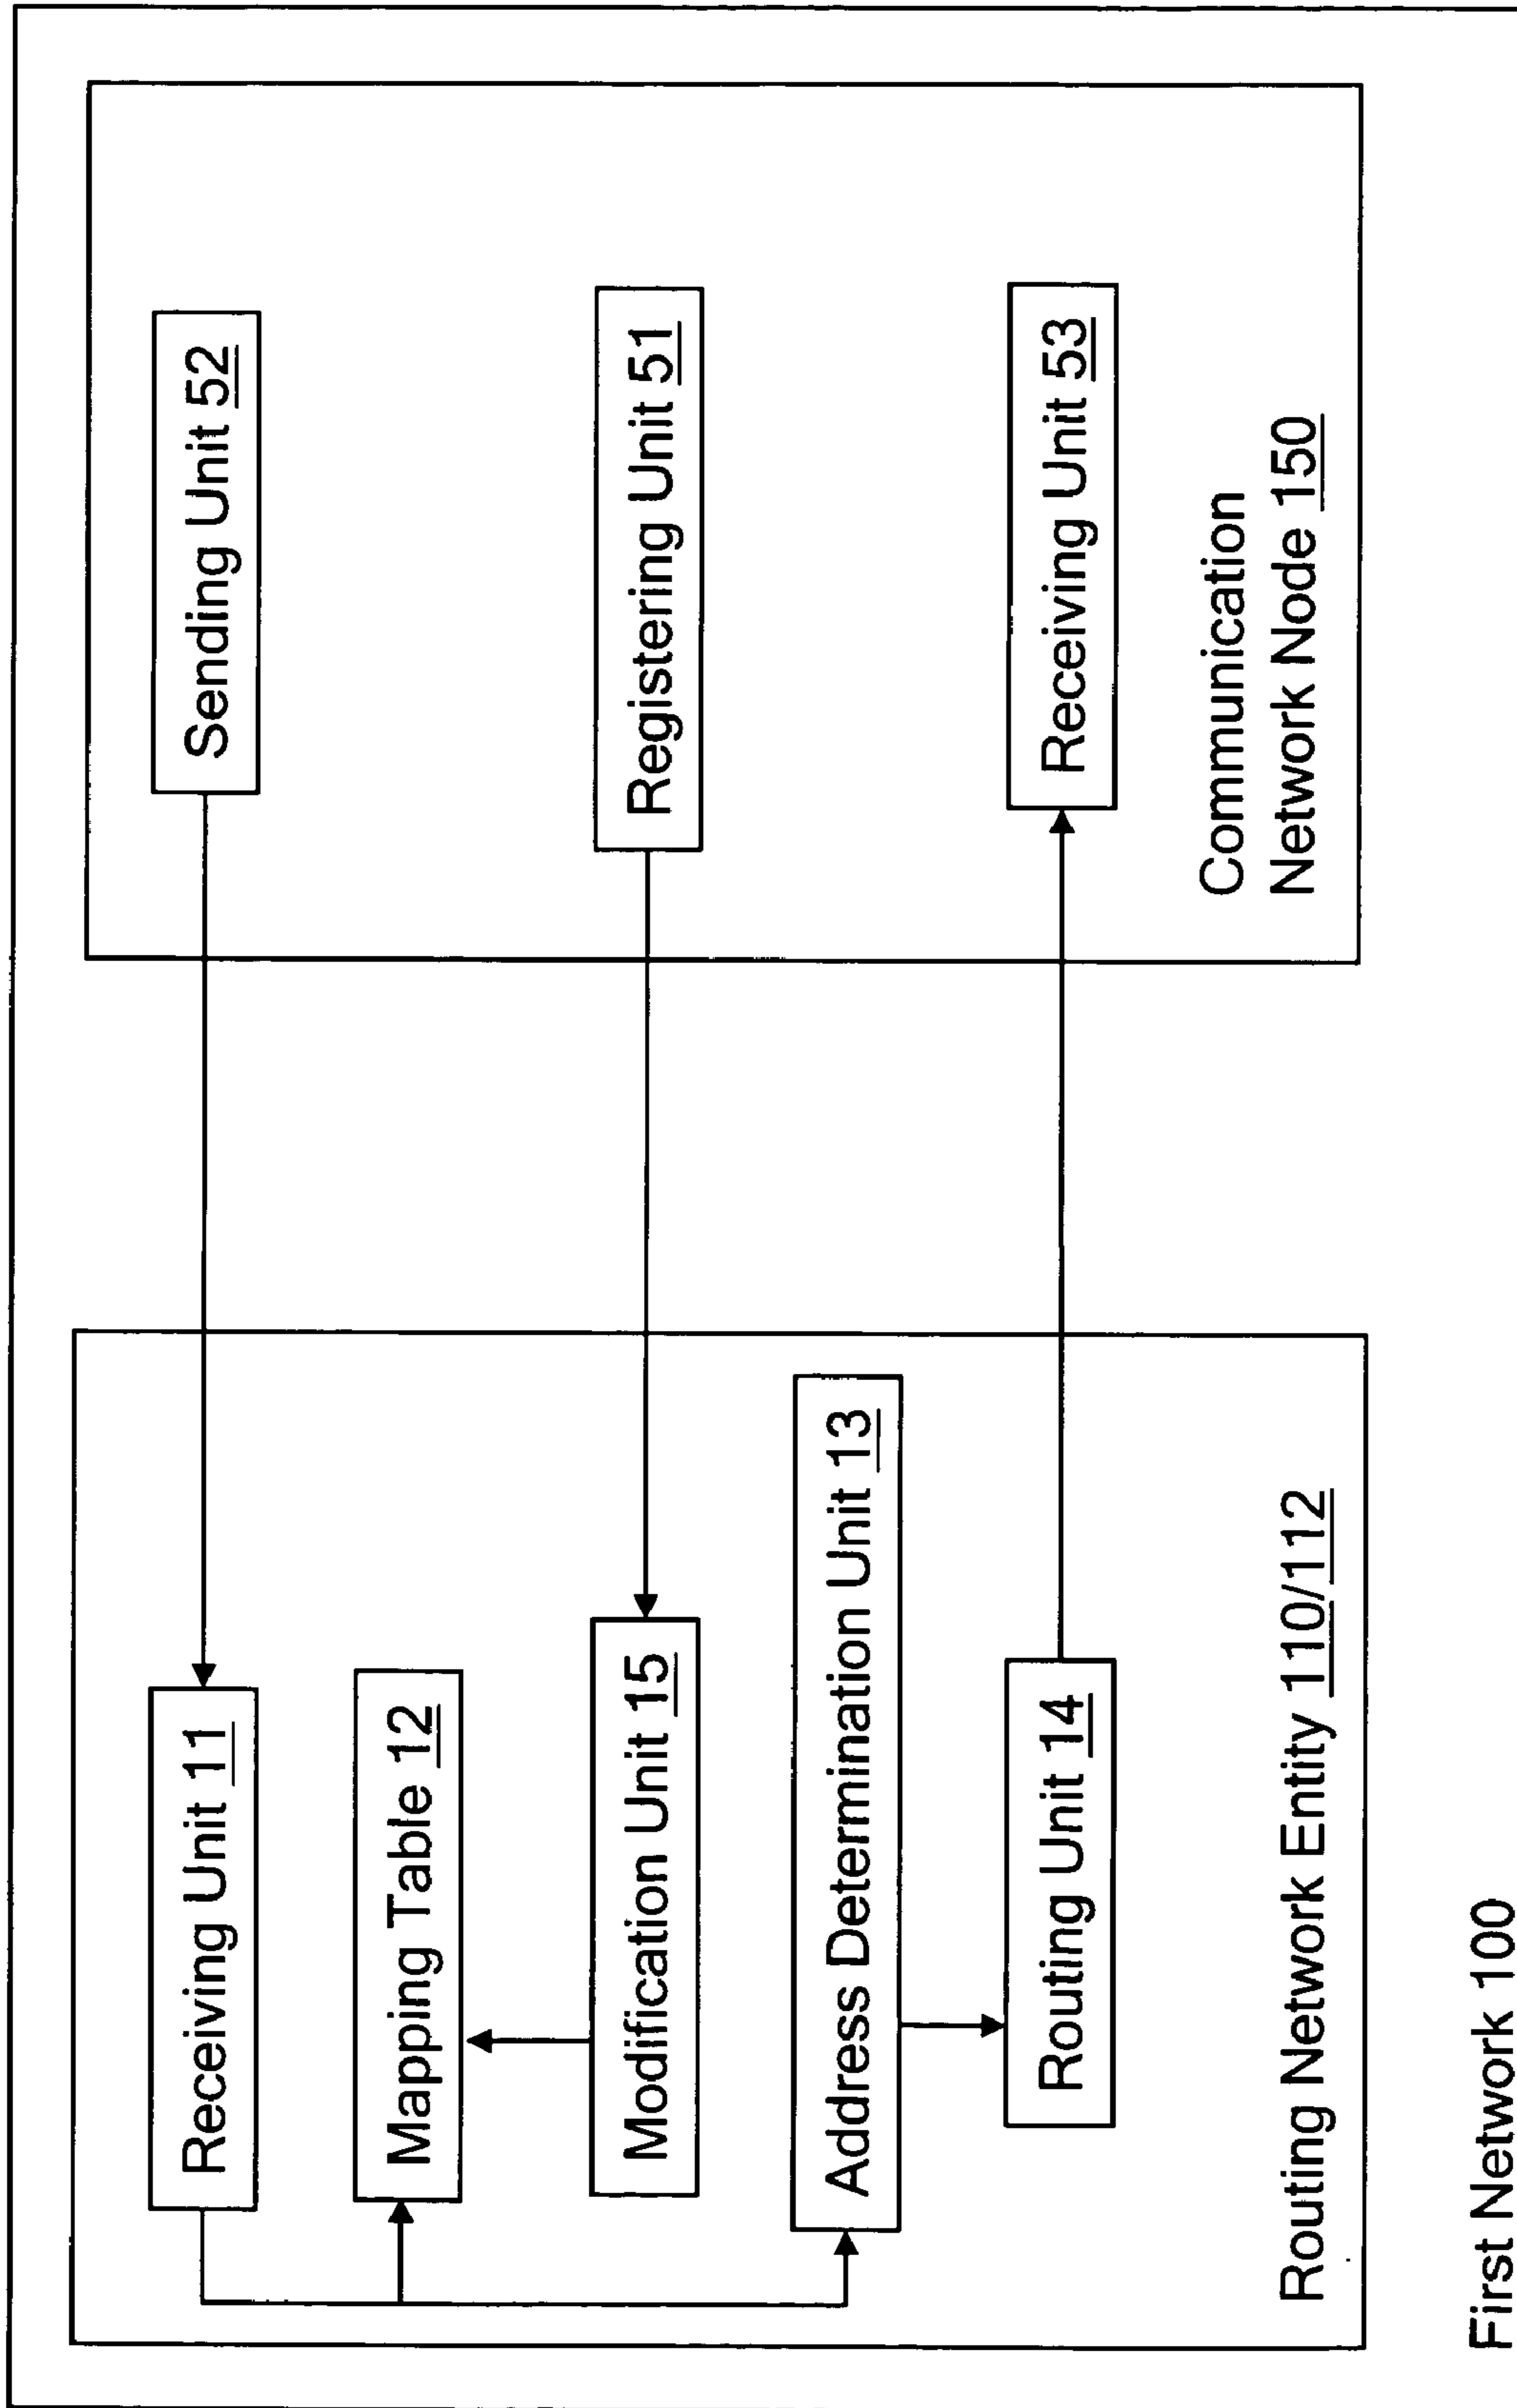 Receiving Unit 11
Mapping Table 12
Modification Unit 15
Address Determination Unit 13
Routing Unit 14
Routing Network Entity 110/112
Sending Unit 52
Registering Unit 51
Receiving Unit 53
Communication
Network Node 150
First Network 100